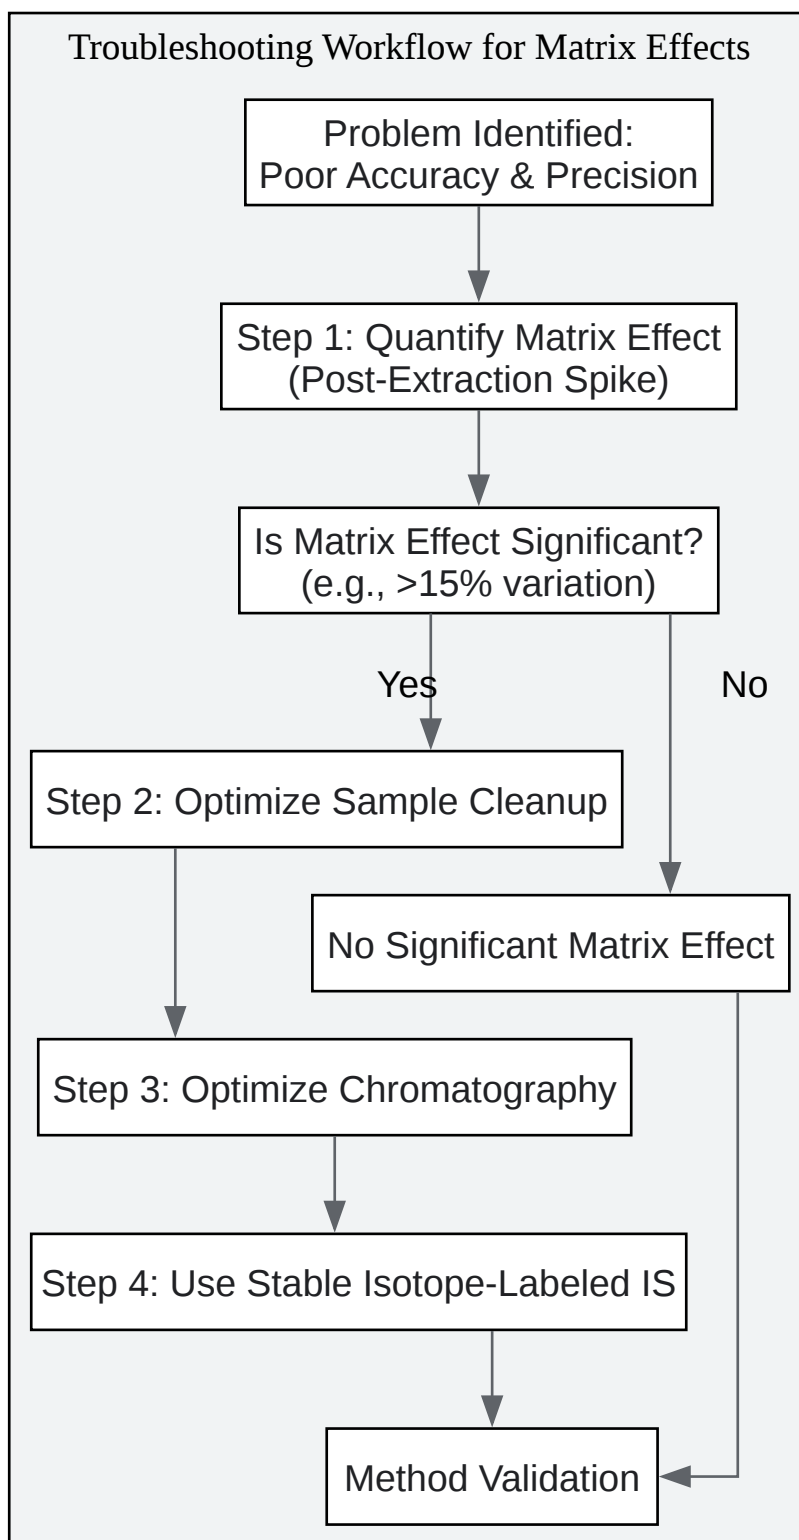 Troubleshooting Workflow for Matrix Effects
Problem Identified:
Poor Accuracy & Precision
Step 1: Quantify Matrix Effect
(Post-Extraction Spike)
Is Matrix Effect Significant?
(e.g., >15% variation)
Yes
No
Step 2: Optimize Sample Cleanup
No Significant Matrix Effect
Step 3: Optimize Chromatography
Step 4: Use Stable Isotope-Labeled IS
Method Validation